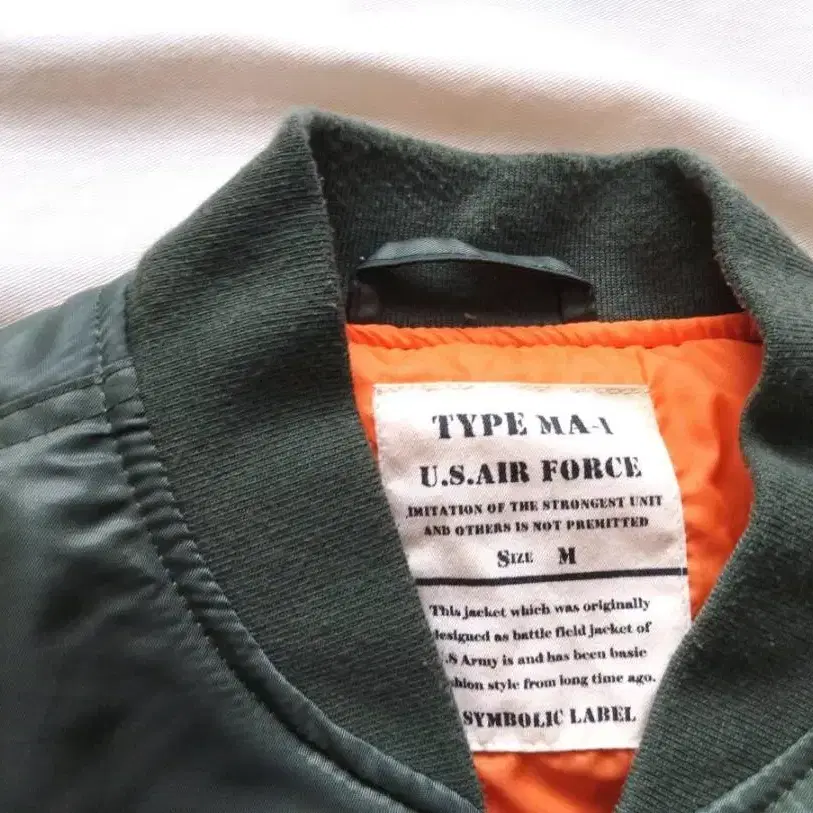 TYPE MA-1
U.S.AIR FORCE
IMITATION OF THE STRONGEST UNIT
AND OTHERS IS NOT PREMITTED
SIZE M
This jacket which was originally
designed as battle field jacket of
.S Army is and has been basic
shion style from long time ago.
SYMBOLIC LABEL